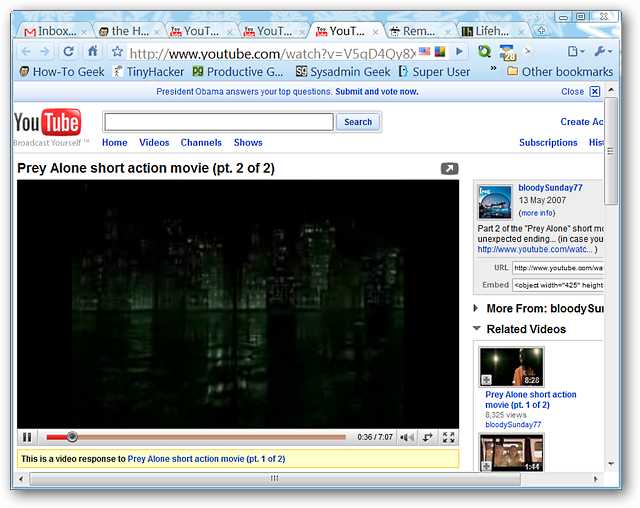 Inbox...
the H...
YouT...
YouT...
YouT...
Rem...
Lifeh...
http://www.youtube.com/watch?v=V5qD4Qy8X
28
How-To Geek
TinyHacker
Productive G...
Sysadmin Geek
Super User
»
Other bookmarks
President Obama answers your top questions. Submit and vote now.
Close
YouTube
Broadcast Yourself ™
Search
Create Ac
Home
Videos
Channels
Shows
Subscriptions
His
Prey Alone short action movie (pt. 2 of 2)
bloodySunday77
13 May 2007
(more info)
Part 2 of the "Prey Alone" short mo
unexpected ending... (in case you
http://www.youtube.com/watc... )
URL
http://www.youtube.com/wa
Embed
<object width="425" height
More From: bloodySun
Related Videos
8:28
Prey Alone short action
movie (pt. 1 of 2)
8,325 views
bloodySunday77
1:44
0:36 / 7:07
This is a video response to Prey Alone short action movie (pt. 1 of 2)